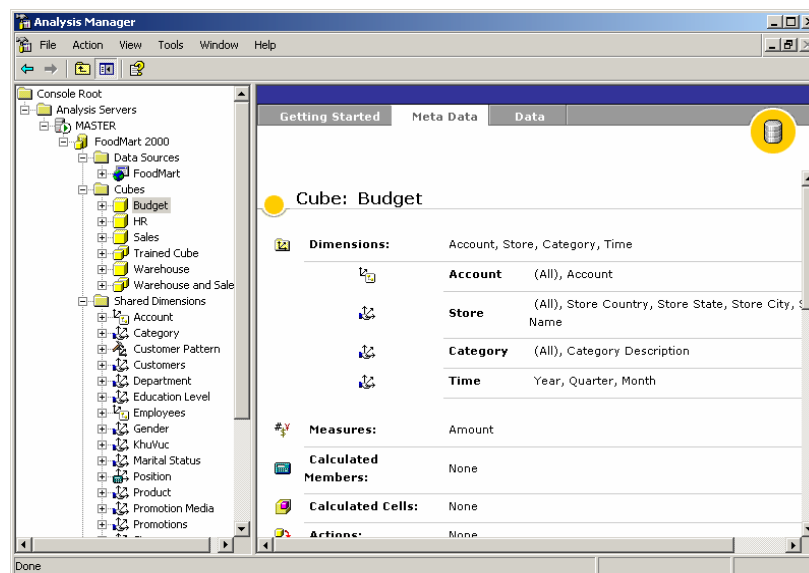 Analysis Manager
File Action View Tools Window Help
Console Root
Analysis Servers
MASTER
FoodMart 2000
Data Sources
FoodMart
Cubes
Budget
HR
Sales
Trained Cube
Warehouse
Warehouse and Sale
Shared Dimensions
Account
Category
Customer Pattern
Customers
Department
Education Level
Employees
Gender
KhuVuc
Marital Status
Position
Product
Promotion Media
Promotions
Getting Started Meta Data Data
Cube: Budget
Dimensions: Account, Store, Category, Time
Account (All), Account
Store (All), Store Country, Store State, Store City,
Name
Category (All), Category Description
Time Year, Quarter, Month
Measures: Amount
Calculated
Members: None
Calculated Cells: None
Actions: None
Done